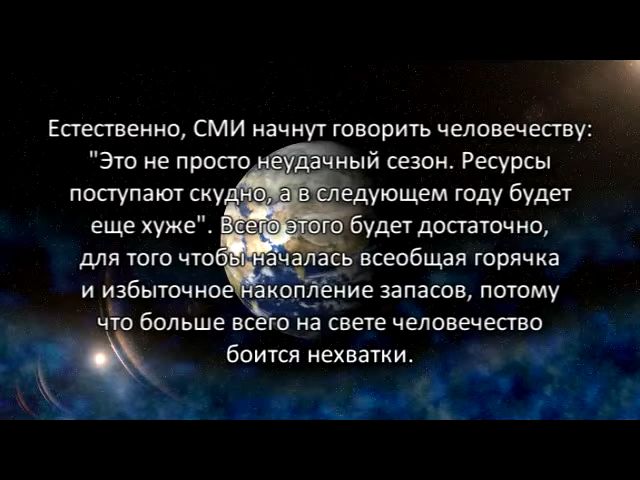 Естественно, СМИ начнут говорить человечеству:
"Это не просто неудачный сезон. Ресурсы
поступают скудно, а в следующем году будет
еще хуже". Всего этого будет достаточно,
для того чтобы началась всеобщая горячка
и избыточное накопление запасов, потому
что больше всего на свете человечество
боится нехватки.